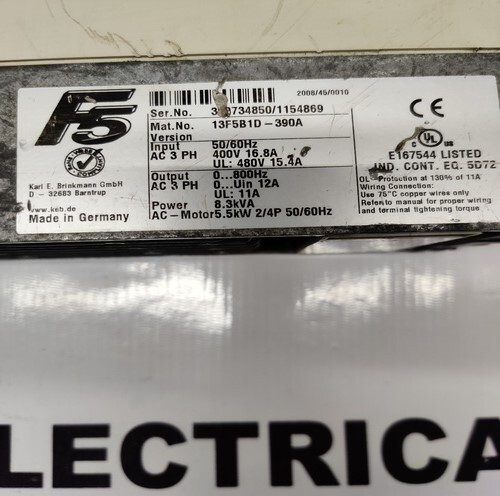 F5
2008/45/0010
Ser.No. 734850/1154869
Mat.No. 13F5B1D-390A
Version
Input 50/60Hz
AC 3 PH 400V 16.8A
UL: 480V 15.4A
Output 0...800Hz
AC 3 PH 0...Uin 12A
UL: 11A
Power 8.3kVA
AC-Motor 5.5kW 2/4P 50/60Hz
Karl E. Brinkmann GmbH
D - 32683 Barntrup
www.keb.de
Made in Germany
c UL us
E167544 LISTED
IND. CONT. EQ. 5D72
OL-Protection at 130% of 11A
Wiring Connection:
Use 75°C copper wires only
Refer to manual for proper wiring
and terminal tightening torque
LECTRICA